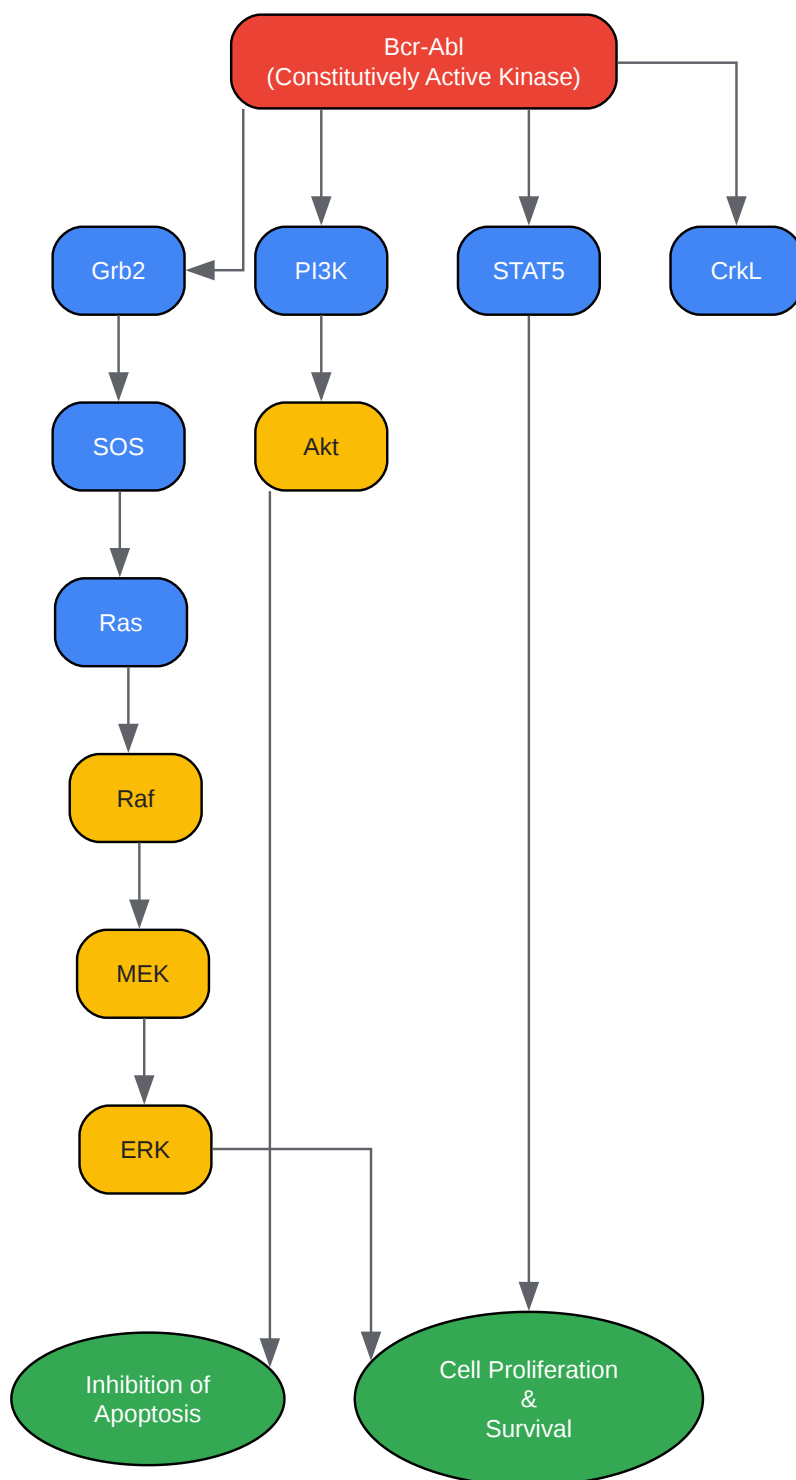 Bcr-Abl
(Constitutively Active Kinase)
Grb2
PI3K
STAT5
CrkL
SOS
Akt
Ras
Raf
MEK
ERK
Inhibition of
Apoptosis
Cell Proliferation
&
Survival